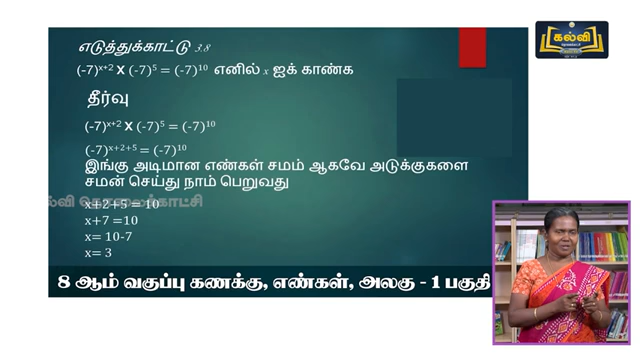 எடுத்துக்காட்டு 3.8
(-7)ˣ⁺² X (-7)⁵ = (-7)¹⁰ எனில் x ஐக் காண்க
தீர்வு
(-7)ˣ⁺² X (-7)⁵ = (-7)¹⁰
(-7)ˣ⁺²⁺⁵ = (-7)¹⁰
இங்கு அடிமான எண்கள் சமம் ஆகவே அடுக்குகளை
சமன் செய்து நாம் பெறுவது
x+2+5 = 10
x+7 =10
x= 10-7
x= 3
8 ஆம் வகுப்பு கணக்கு, எண்கள், அலகு - 1 பகுதி
கல்வி